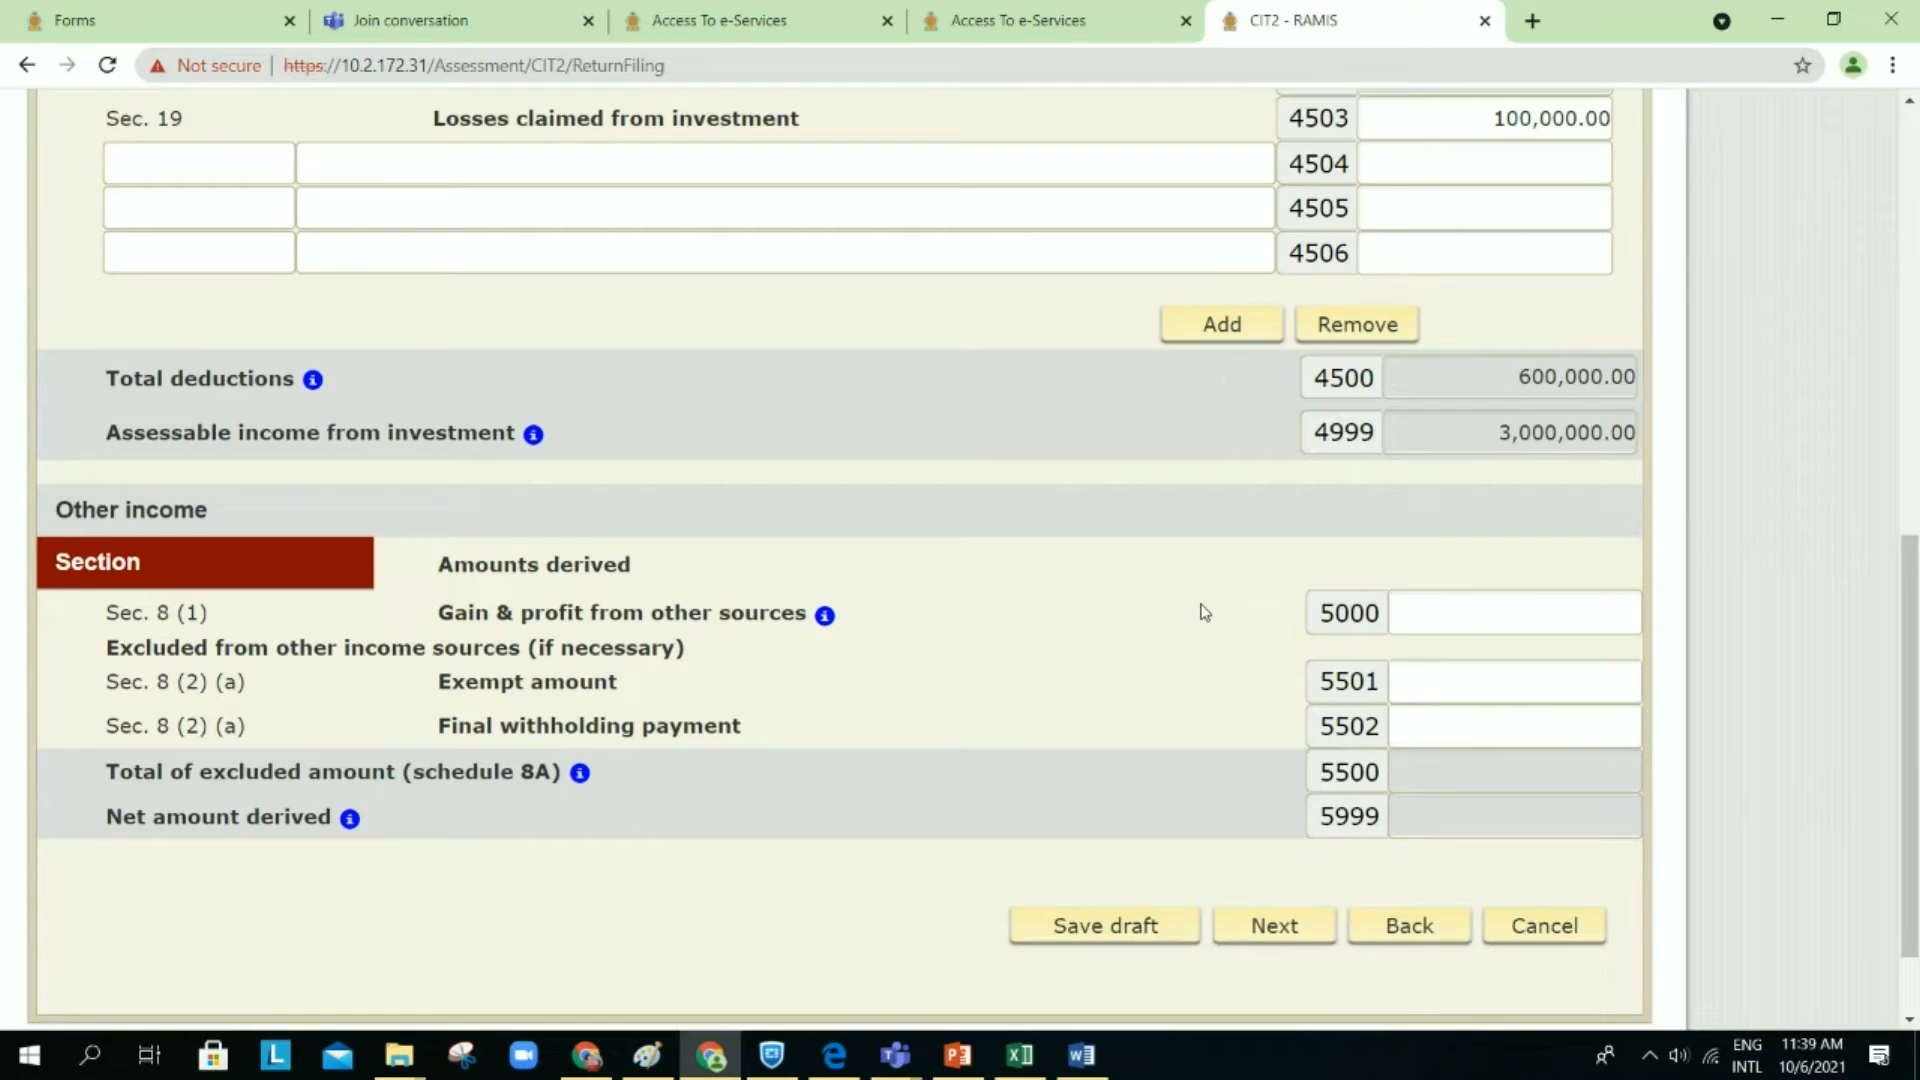 Forms
Join conversation
Access To e-Services
Access To e-Services
CIT2 - RAMIS
Not secure https://10.2.172.31/Assessment/CIT2/ReturnFiling
Sec. 19 Losses claimed from investment 4503 100,000.00
4504
4505
4506
Add Remove
Total deductions 4500 600,000.00
Assessable income from investment 4999 3,000,000.00
Other income
Section Amounts derived
Sec. 8 (1) Gain & profit from other sources 5000
Excluded from other income sources (if necessary)
Sec. 8 (2) (a) Exempt amount 5501
Sec. 8 (2) (a) Final withholding payment 5502
Total of excluded amount (schedule 8A) 5500
Net amount derived 5999
Save draft Next Back Cancel
ENG 11:39 AM
INTL 10/6/2021